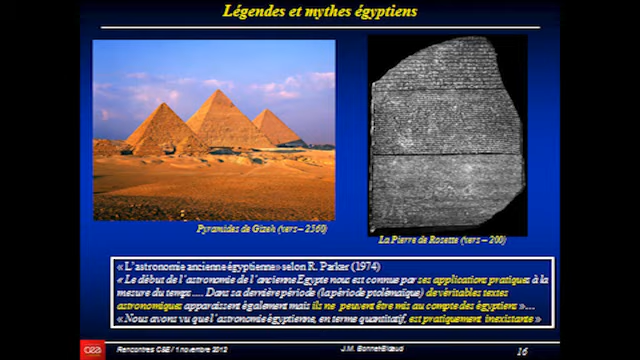 Légendes et mythes égyptiens
Pyramides de Gizeh (vers – 2560)
La Pierre de Rosette (vers – 200)
« L'astronomie ancienne égyptienne» selon R. Parker (1974)
« Le début de l'astronomie de l'ancienne Egypte nous est connue par ses applications pratiques à la
mesure du temps .... Dans sa dernière période (la période ptolémaïque) de véritables textes
astronomiques apparaissent également mais ils ne peuvent être mis au compte des égyptiens »...
« Nous avons vu que l'astronomie égyptienne, en terme quantitatif, est pratiquement inexistante »
cea
Rencontres C&E / 1 novembre 2012
J.M. Bonnet-Bidaud
16